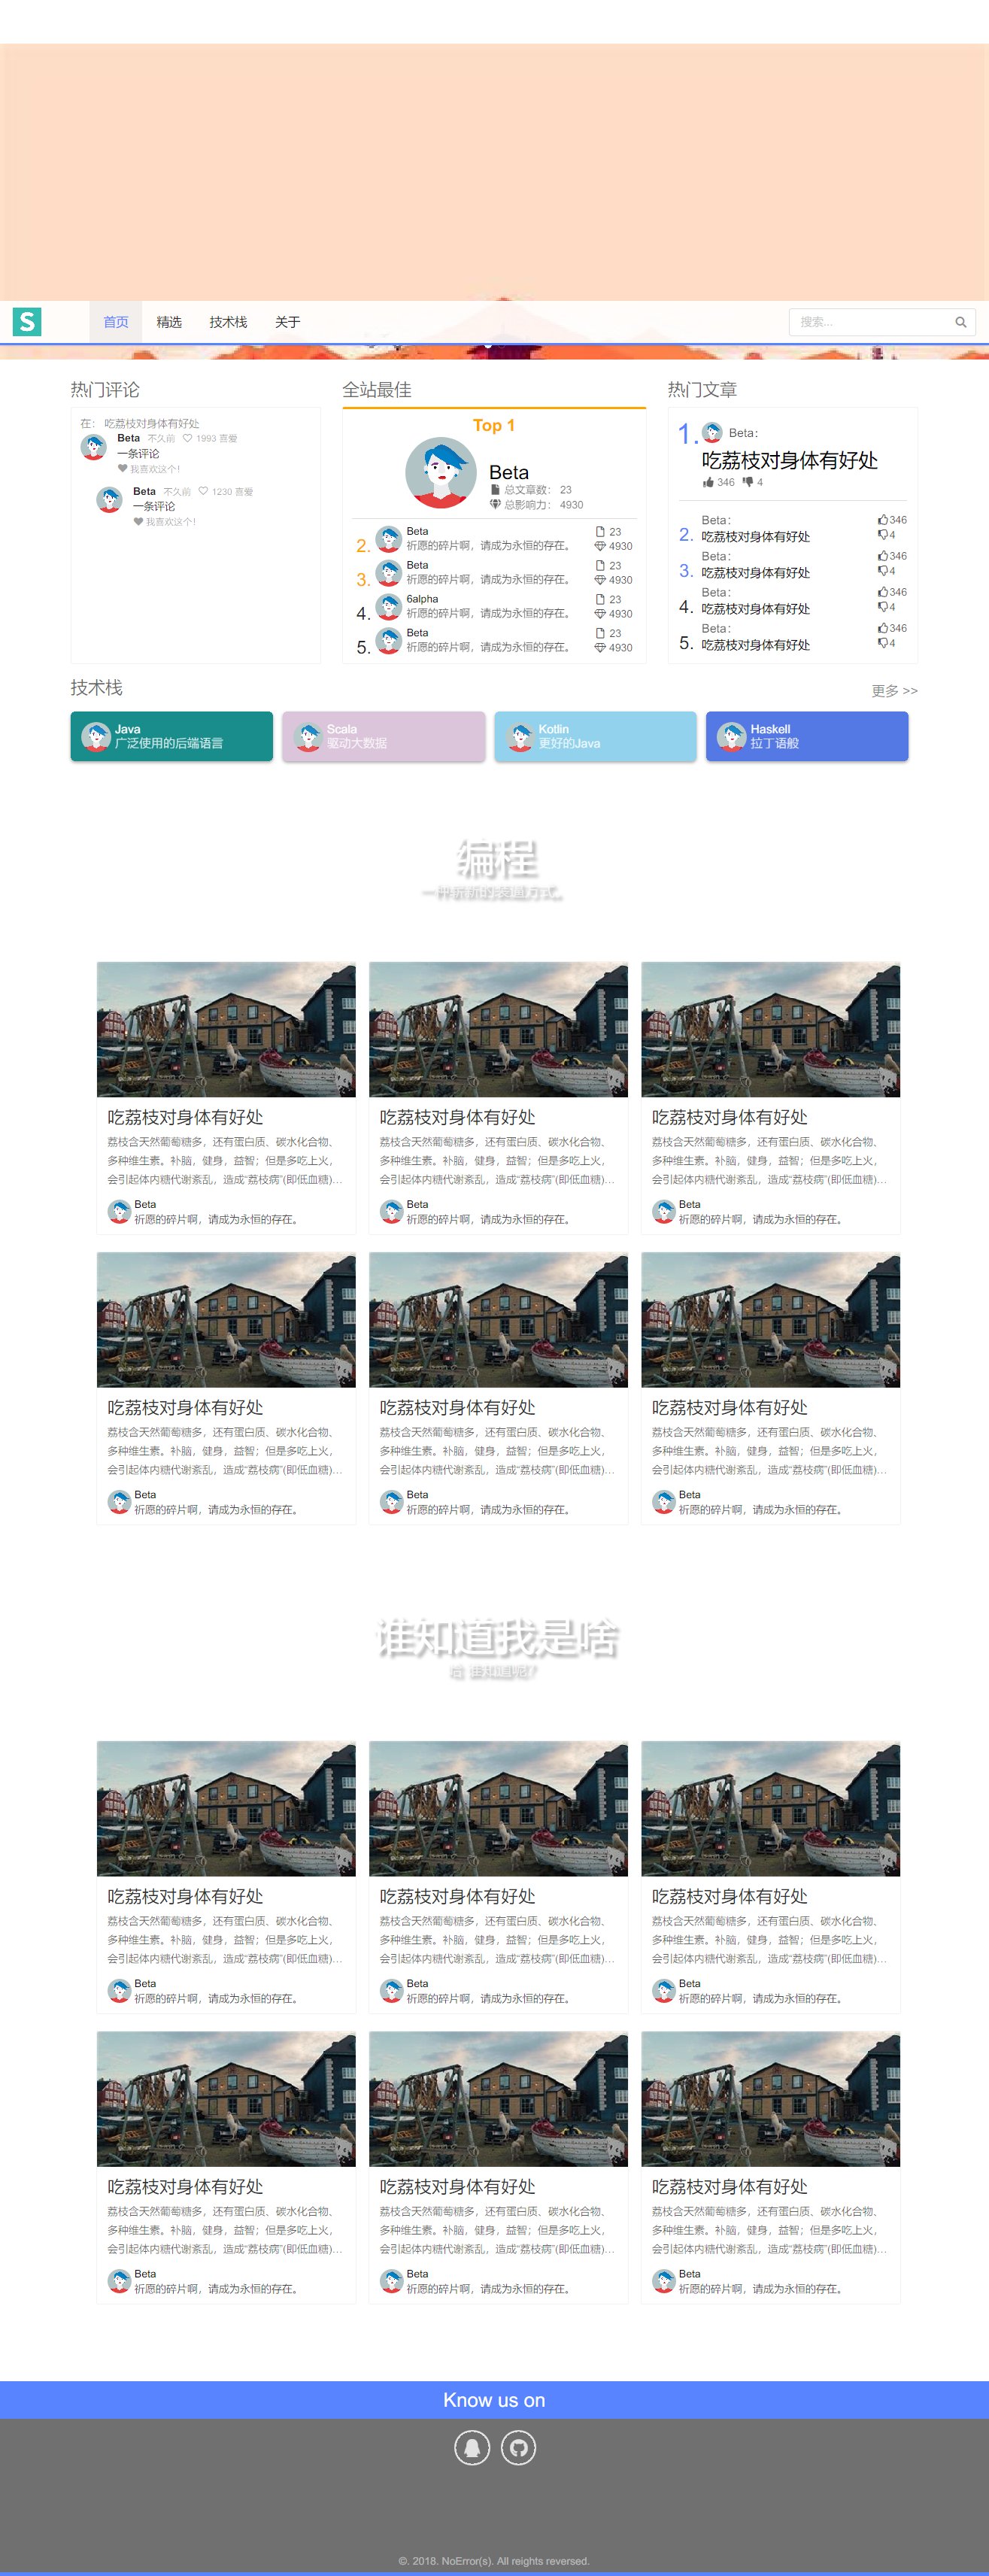 S
首页
精选
技术栈
关于
搜索...
热门评论
在： 吃荔枝对身体有好处
Beta 不久前 1993 喜爱
一条评论
我喜欢这个!
Beta 不久前 1230 喜爱
一条评论
我喜欢这个!
全站最佳
Top 1
Beta
总文章数： 23
总影响力： 4930
2. Beta 23
祈愿的碎片啊，请成为永恒的存在。 4930
3. Beta 23
祈愿的碎片啊，请成为永恒的存在。 4930
4. 6alpha 23
祈愿的碎片啊，请成为永恒的存在。 4930
5. Beta 23
祈愿的碎片啊，请成为永恒的存在。 4930
热门文章
1. Beta：
吃荔枝对身体有好处
346 4
Beta： 346
2. 吃荔枝对身体有好处 4
Beta： 346
3. 吃荔枝对身体有好处 4
Beta： 346
4. 吃荔枝对身体有好处 4
Beta： 346
5. 吃荔枝对身体有好处 4
技术栈
更多 >>
Java
广泛使用的后端语言
Scala
驱动大数据
Kotlin
更好的Java
Haskell
拉丁语般
编程
一种崭新的装逼方式。
吃荔枝对身体有好处
荔枝含天然葡萄糖多，还有蛋白质、碳水化合物、
多种维生素。补脑，健身，益智；但是多吃上火，
会引起体内糖代谢紊乱，造成“荔枝病”(即低血糖)...
Beta
祈愿的碎片啊，请成为永恒的存在。
吃荔枝对身体有好处
荔枝含天然葡萄糖多，还有蛋白质、碳水化合物、
多种维生素。补脑，健身，益智；但是多吃上火，
会引起体内糖代谢紊乱，造成“荔枝病”(即低血糖)...
Beta
祈愿的碎片啊，请成为永恒的存在。
吃荔枝对身体有好处
荔枝含天然葡萄糖多，还有蛋白质、碳水化合物、
多种维生素。补脑，健身，益智；但是多吃上火，
会引起体内糖代谢紊乱，造成“荔枝病”(即低血糖)...
Beta
祈愿的碎片啊，请成为永恒的存在。
吃荔枝对身体有好处
荔枝含天然葡萄糖多，还有蛋白质、碳水化合物、
多种维生素。补脑，健身，益智；但是多吃上火，
会引起体内糖代谢紊乱，造成“荔枝病”(即低血糖)...
Beta
祈愿的碎片啊，请成为永恒的存在。
吃荔枝对身体有好处
荔枝含天然葡萄糖多，还有蛋白质、碳水化合物、
多种维生素。补脑，健身，益智；但是多吃上火，
会引起体内糖代谢紊乱，造成“荔枝病”(即低血糖)...
Beta
祈愿的碎片啊，请成为永恒的存在。
吃荔枝对身体有好处
荔枝含天然葡萄糖多，还有蛋白质、碳水化合物、
多种维生素。补脑，健身，益智；但是多吃上火，
会引起体内糖代谢紊乱，造成“荔枝病”(即低血糖)...
Beta
祈愿的碎片啊，请成为永恒的存在。
谁知道我是啥
啥 谁知道呢？
吃荔枝对身体有好处
荔枝含天然葡萄糖多，还有蛋白质、碳水化合物、
多种维生素。补脑，健身，益智；但是多吃上火，
会引起体内糖代谢紊乱，造成“荔枝病”(即低血糖)...
Beta
祈愿的碎片啊，请成为永恒的存在。
吃荔枝对身体有好处
荔枝含天然葡萄糖多，还有蛋白质、碳水化合物、
多种维生素。补脑，健身，益智；但是多吃上火，
会引起体内糖代谢紊乱，造成“荔枝病”(即低血糖)...
Beta
祈愿的碎片啊，请成为永恒的存在。
吃荔枝对身体有好处
荔枝含天然葡萄糖多，还有蛋白质、碳水化合物、
多种维生素。补脑，健身，益智；但是多吃上火，
会引起体内糖代谢紊乱，造成“荔枝病”(即低血糖)...
Beta
祈愿的碎片啊，请成为永恒的存在。
吃荔枝对身体有好处
荔枝含天然葡萄糖多，还有蛋白质、碳水化合物、
多种维生素。补脑，健身，益智；但是多吃上火，
会引起体内糖代谢紊乱，造成“荔枝病”(即低血糖)...
Beta
祈愿的碎片啊，请成为永恒的存在。
吃荔枝对身体有好处
荔枝含天然葡萄糖多，还有蛋白质、碳水化合物、
多种维生素。补脑，健身，益智；但是多吃上火，
会引起体内糖代谢紊乱，造成“荔枝病”(即低血糖)...
Beta
祈愿的碎片啊，请成为永恒的存在。
吃荔枝对身体有好处
荔枝含天然葡萄糖多，还有蛋白质、碳水化合物、
多种维生素。补脑，健身，益智；但是多吃上火，
会引起体内糖代谢紊乱，造成“荔枝病”(即低血糖)...
Beta
祈愿的碎片啊，请成为永恒的存在。
Know us on
©. 2018. NoError(s). All reights reversed.